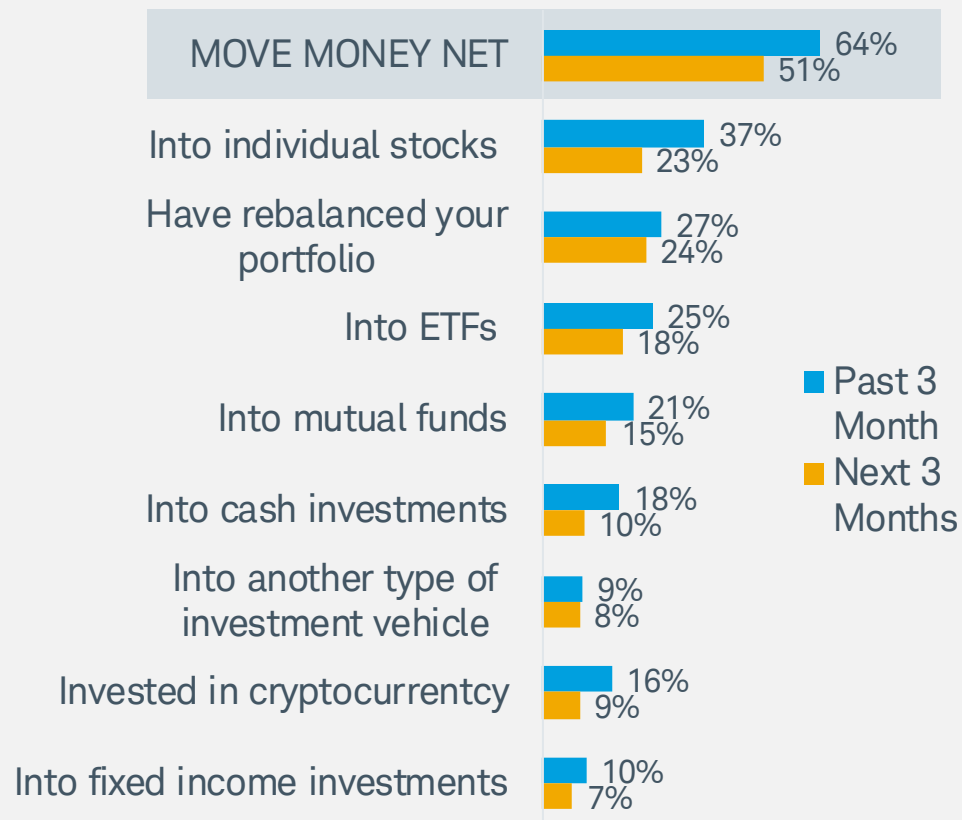 MOVE MONEY NET
64%
51%
Into individual stocks
37%
23%
Have rebalanced your
portfolio
27%
24%
Into ETFs
25%
18%
Into mutual funds
21%
15%
Into cash investments
18%
10%
Into another type of
investment vehicle
9%
8%
Invested in cryptocurrentcy
16%
9%
Into fixed income investments
10%
7%
Past 3
Month
Next 3
Months